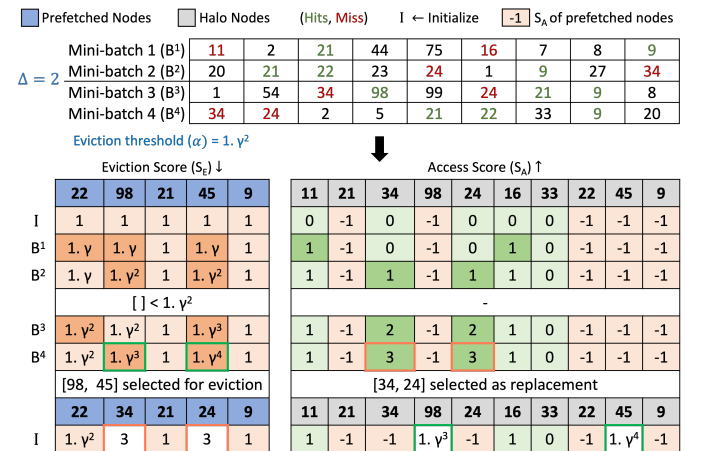 Prefetched Nodes Halo Nodes (Hits, Miss) I ← Initialize -1 S_A of prefetched nodes
Mini-batch 1 (B¹) 11 2 21 44 75 16 7 8 9
Δ = 2
Mini-batch 2 (B²) 20 21 22 23 24 1 9 27 34
Mini-batch 3 (B³) 1 54 34 98 99 24 21 9 8
Mini-batch 4 (B⁴) 34 24 2 5 21 22 33 9 20
Eviction threshold (α) = 1. γ²
Eviction Score (S_E) ↓ Access Score (S_A) ↑
22 98 21 45 9 11 21 34 98 24 16 33 22 45 9
I 1 1 1 1 1 0 -1 0 -1 0 0 0 -1 -1 -1
B¹ 1. γ 1. γ 1 1. γ 1 1 -1 0 -1 0 1 0 -1 -1 -1
B² 1. γ 1. γ² 1 1. γ² 1 1 -1 1 -1 1 1 0 -1 -1 -1
[ ] < 1. γ² -
B³ 1. γ² 1. γ² 1 1. γ³ 1 1 -1 2 -1 2 1 0 -1 -1 -1
B⁴ 1. γ² 1. γ³ 1 1. γ⁴ 1 1 -1 3 -1 3 1 0 -1 -1 -1
[98, 45] selected for eviction [34, 24] selected as replacement
22 34 21 24 9 11 21 34 98 24 16 33 22 45 9
I 1. γ² 3 1 3 1 1 -1 -1 1. γ³ -1 1 0 -1 1. γ⁴ -1